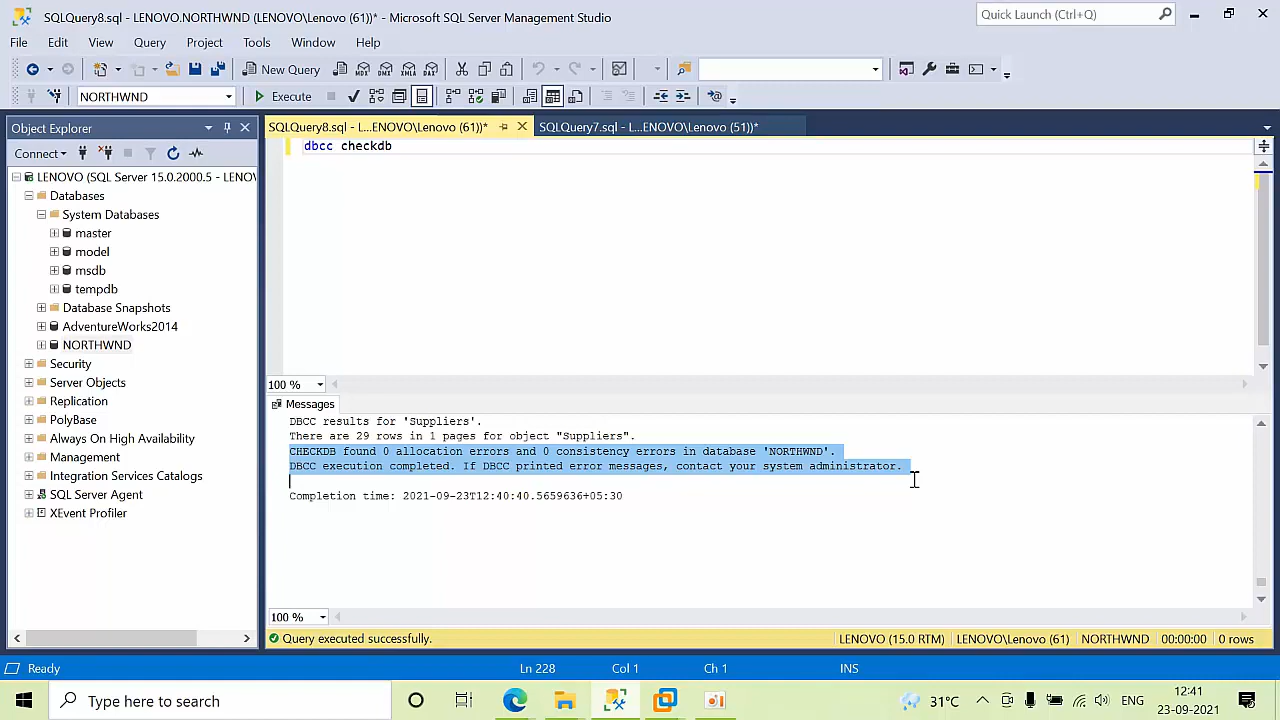 SQLQuery8.sql - LENOVO.NORTHWND (LENOVO\Lenovo (61))* - Microsoft SQL Server Management Studio
Quick Launch (Ctrl+Q)
File Edit View Query Project Tools Window Help
New Query MDX DMX XMLA DAX
NORTHWND Execute
Object Explorer
SQLQuery8.sql - L...ENOVO\Lenovo (61))* SQLQuery7.sql - L...ENOVO\Lenovo (51))*
Connect
dbcc checkdb
LENOVO (SQL Server 15.0.2000.5 - LENOV
Databases
System Databases
master
model
msdb
tempdb
Database Snapshots
AdventureWorks2014
NORTHWND
Security
Server Objects
Replication
PolyBase
Always On High Availability
Management
Integration Services Catalogs
SQL Server Agent
XEvent Profiler
100 %
Messages
DBCC results for 'Suppliers'.
There are 29 rows in 1 pages for object "Suppliers".
CHECKDB found 0 allocation errors and 0 consistency errors in database 'NORTHWND'.
DBCC execution completed. If DBCC printed error messages, contact your system administrator.
Completion time: 2021-09-23T12:40:40.5659636+05:30
100 %
Query executed successfully. LENOVO (15.0 RTM) LENOVO\Lenovo (61) NORTHWND 00:00:00 0 rows
Ready Ln 228 Col 1 Ch 1 INS
Type here to search 31°C ENG 12:41
23-09-2021